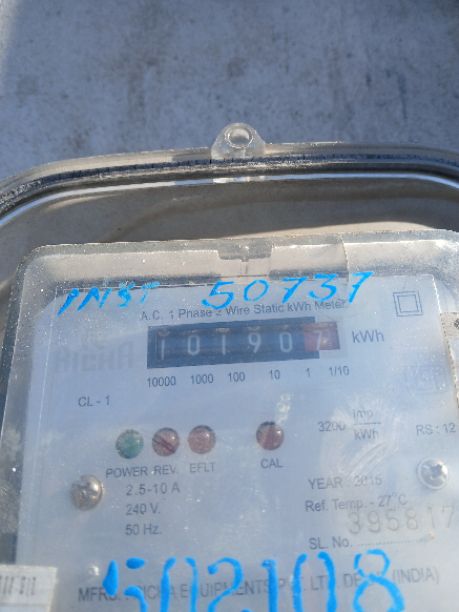 INST 50737
A.C. 1 Phase 2 Wire Static kWh Meter
101907 kWh
10000 1000 100 10 1 1/10
CL - 1
3200 imp/kWh
RS : 12
POWER REV. EFLT CAL
2.5-10 A
240 V.
50 Hz.
YEAR : 2015
Ref. Temp. - 27°C
395817
SL. No.
EQUIPMENTS (INDIA)
502108